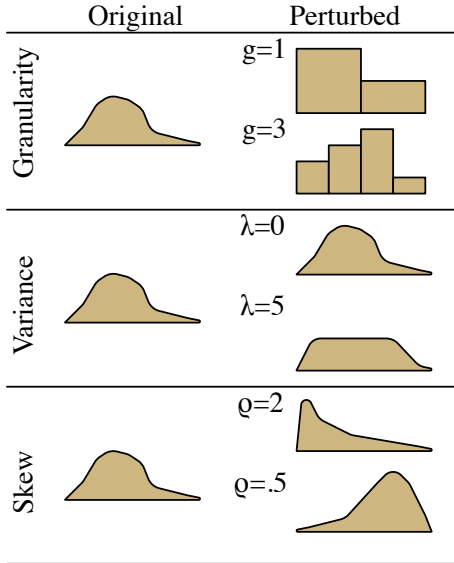 Original Perturbed
Granularity
g=1
g=3
Variance
λ=0
λ=5
Skew
ϱ=2
ϱ=.5